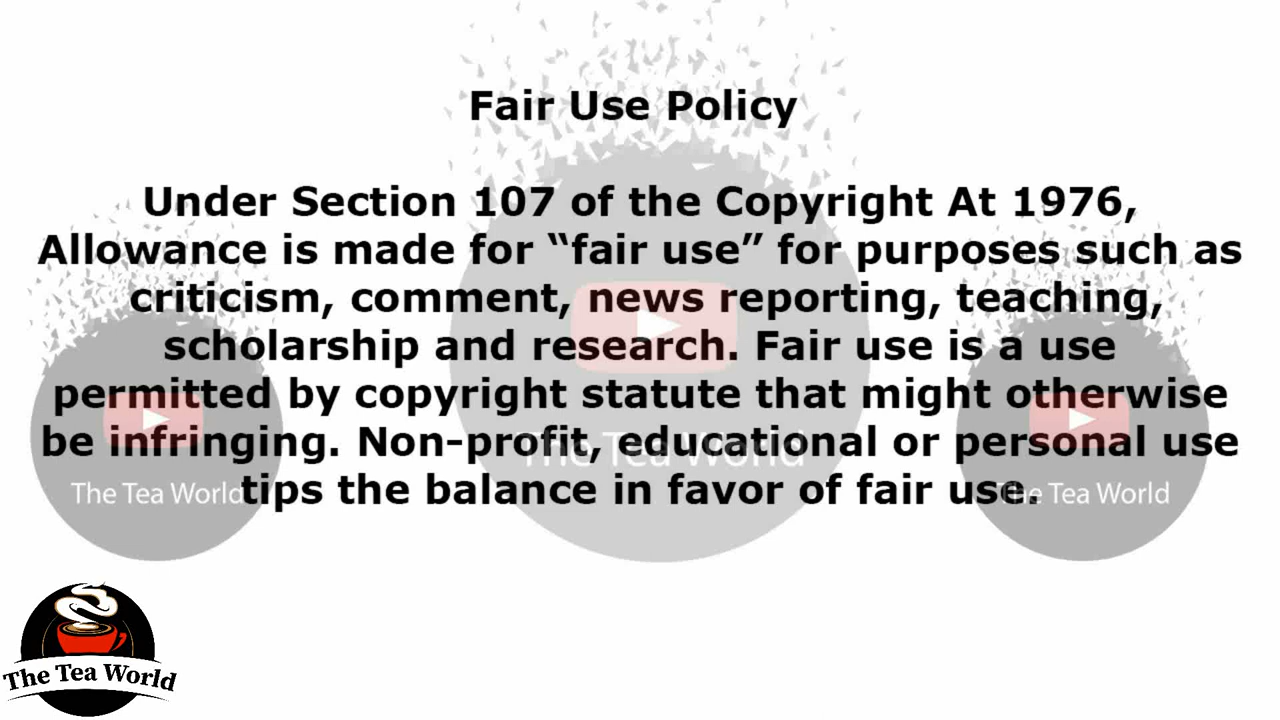 Fair Use Policy
Under Section 107 of the Copyright At 1976,
Allowance is made for “fair use” for purposes such as
criticism, comment, news reporting, teaching,
scholarship and research. Fair use is a use
permitted by copyright statute that might otherwise
be infringing. Non-profit, educational or personal use
The Tea World
tips the balance in favor of fair use.
The Tea World
The Tea World
The Tea World